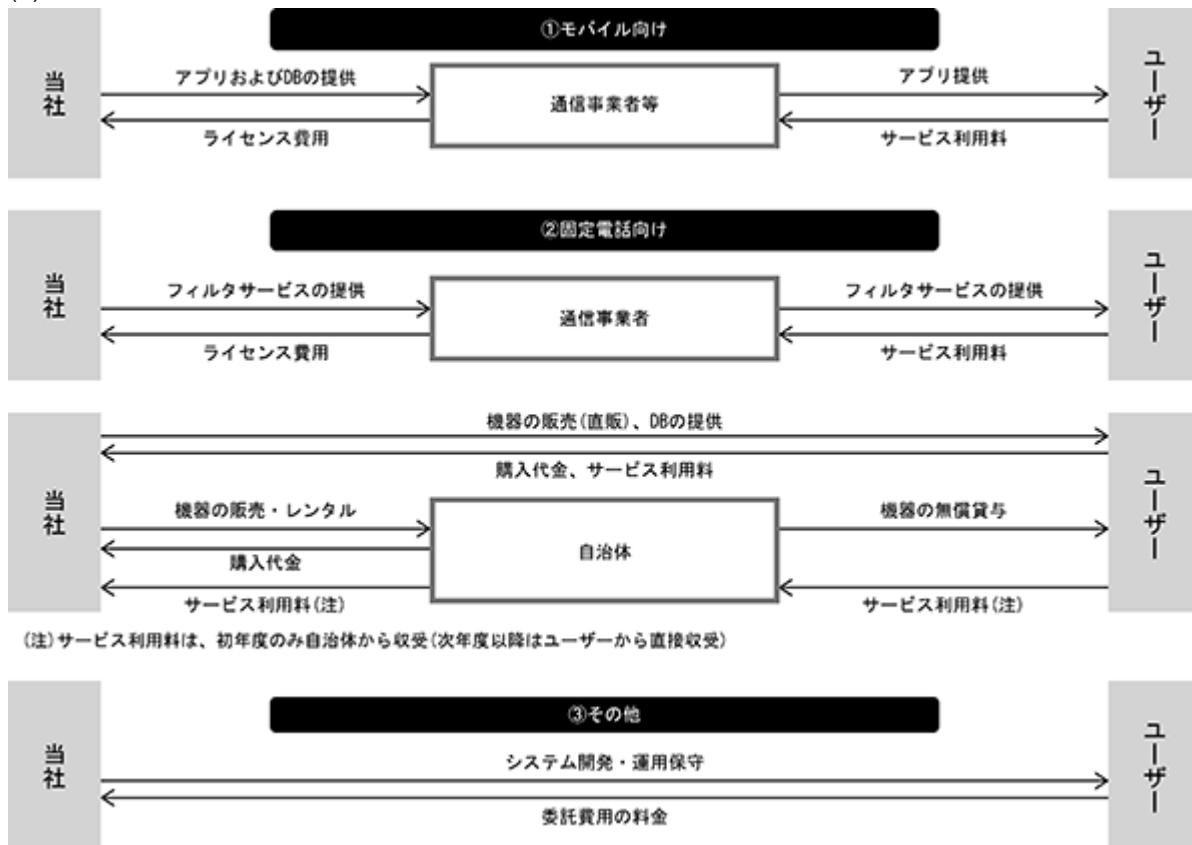 ①モバイル向け
当社
アプリおよびDBの提供
ライセンス費用
通信事業者等
アプリ提供
サービス利用料
ユーザー
②固定電話向け
当社
フィルタサービスの提供
ライセンス費用
通信事業者
フィルタサービスの提供
サービス利用料
ユーザー
機器の販売(直販)、DBの提供
購入代金、サービス利用料
当社
機器の販売・レンタル
購入代金
サービス利用料(注)
自治体
機器の無償貸与
サービス利用料(注)
ユーザー
(注)サービス利用料は、初年度のみ自治体から収受(次年度以降はユーザーから直接収受)
③その他
当社
システム開発・運用保守
委託費用の料金
ユーザー